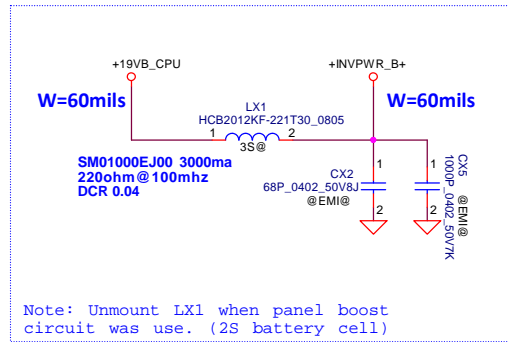 +19VB_CPU
+INVPWR_B+
W=60mils
W=60mils
LX1
HCB2012KF-221T30_0805
1
2
3S@
SM01000EJ00 3000ma
220ohm@100mhz
DCR 0.04
1
CX2
68P_0402_50V8J
@EMI@
2
1
CX5
1000P_0402_50V7K
@EMI@
2
Note: Unmount LX1 when panel boost
circuit was use. (2S battery cell)